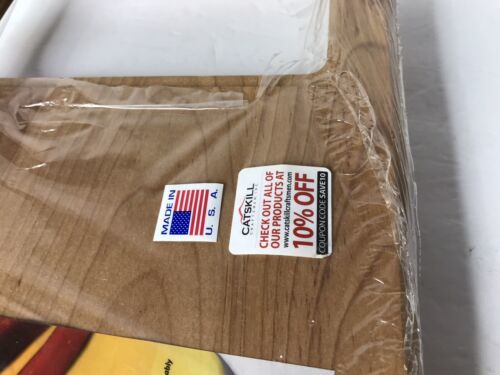 MADE IN
U. S. A.
CATSKILL
CHECK OUT ALL OF
OUR PRODUCTS AT
www.catskillcraftsmen.com
10% OFF
COUPON CODE SAVE10